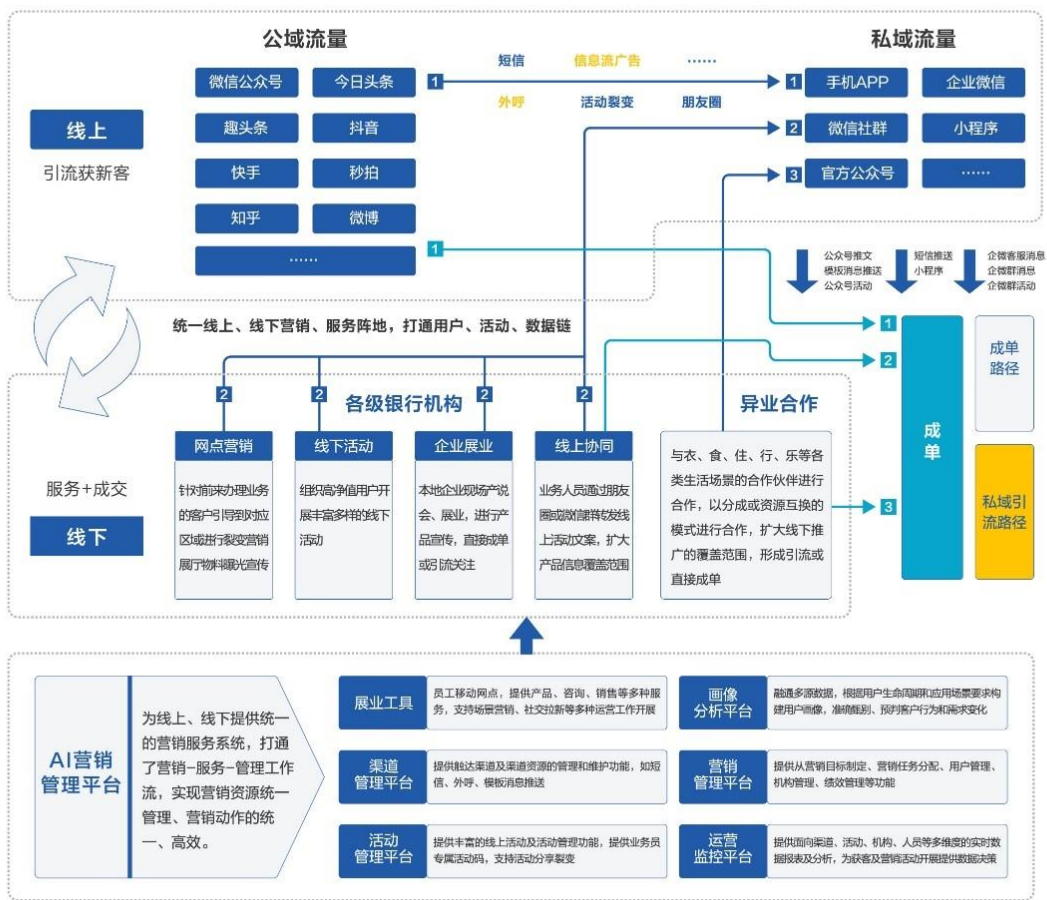 公域流量
私域流量
线上
引流获新客
微信公众号
今日头条
趣头条
抖音
快手
秒拍
知乎
微博
……
1
短信
信息流广告
……
外呼
活动裂变
朋友圈
1
手机APP
企业微信
2
微信社群
小程序
3
官方公众号
……
1
公众号推文
模板消息推送
公众号活动
短信推送
小程序
企微客服消息
企微群消息
企微群活动
统一线上、线下营销、服务阵地，打通用户、活动、数据链
1
2
3
成单
成单
路径
私域引
流路径
服务+成交
线下
各级银行机构
异业合作
2
2
2
2
网点营销
针对前来办理业务
的客户引导到对应
区域进行裂变营销
展厅物料曝光宣传
线下活动
组织高净值用户开
展丰富多样的线下
活动
企业展业
本地企业现场产说
会、展业，进行产
品宣传，直接成单
或引流关注
线上协同
业务人员通过朋友
圈或微信群转发线
上活动文案，扩大
产品信息覆盖范围
与衣、食、住、行、乐等各
类生活场景的合作伙伴进行
合作，以分成或资源互换的
模式进行合作，扩大线下推
广的覆盖范围，形成引流或
直接成单
AI营销
管理平台
为线上、线下提供统一
的营销服务系统，打通
了营销–服务–管理工作
流，实现营销资源统一
管理、营销动作的统
一、高效。
展业工具
员工移动网点，提供产品、咨询、销售等多种服
务，支持场景营销、社交拉新等多种运营工作开展
画像
分析平台
融通多源数据，根据用户生命周期和应用场景要求构
建用户画像，准确甄别、预判客户行为和需求变化
渠道
管理平台
提供触达渠道及渠道资源的管理和维护功能，如短
信、外呼、模板消息推送
营销
管理平台
提供从营销目标制定、营销任务分配、用户管理、
机构管理、绩效管理等功能
活动
管理平台
提供丰富的线上活动及活动管理功能，提供业务员
专属活动码，支持活动分享裂变
运营
监控平台
提供面向渠道、活动、机构、人员等多维度的实时数
据报表及分析，为获客及营销活动开展提供数据决策